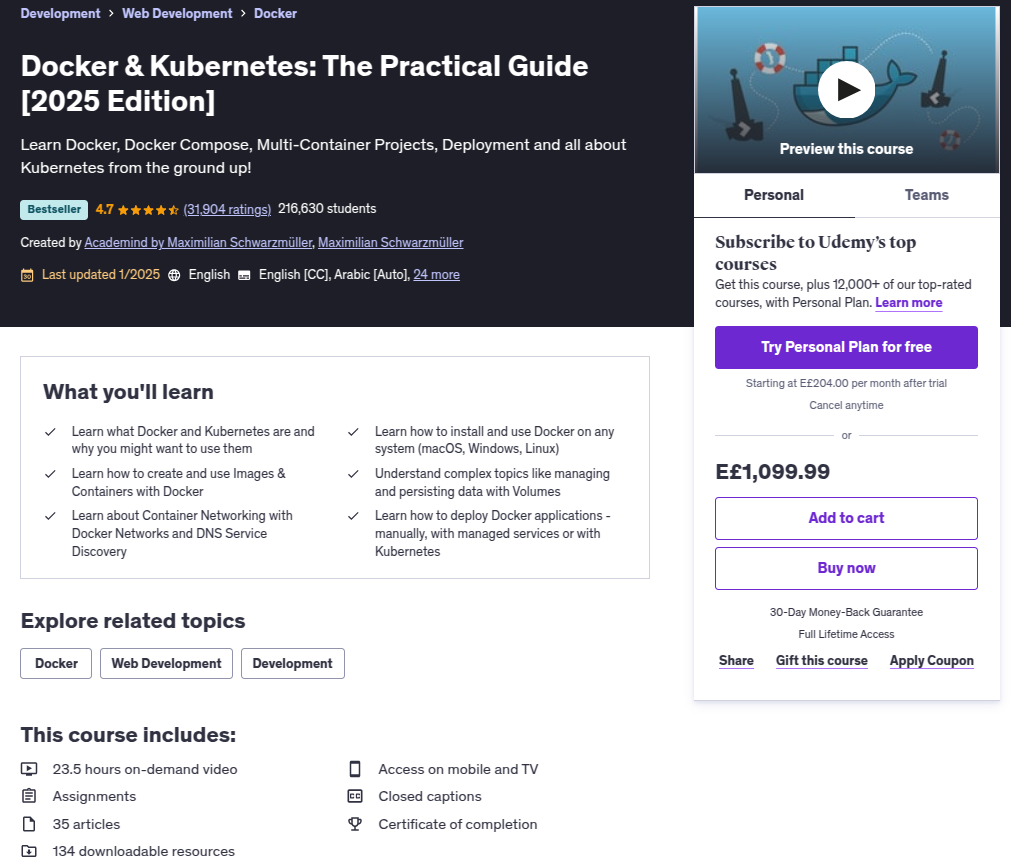 Development > Web Development > Docker
Docker & Kubernetes: The Practical Guide
[2025 Edition]
Learn Docker, Docker Compose, Multi-Container Projects, Deployment and all about
Kubernetes from the ground up!
Bestseller 4.7 (31,904 ratings) 216,630 students
Created by Academind by Maximilian Schwarzmüller, Maximilian Schwarzmüller
Last updated 1/2025 English English [CC], Arabic [Auto], 24 more
Preview this course
Personal Teams
Subscribe to Udemy's top
courses
Get this course, plus 12,000+ of our top-rated
courses, with Personal Plan. Learn more
Try Personal Plan for free
Starting at E£204.00 per month after trial
Cancel anytime
or
E£1,099.99
Add to cart
Buy now
30-Day Money-Back Guarantee
Full Lifetime Access
Share Gift this course Apply Coupon
What you'll learn
Learn what Docker and Kubernetes are and
why you might want to use them
Learn how to create and use Images &
Containers with Docker
Learn about Container Networking with
Docker Networks and DNS Service
Discovery
Learn how to install and use Docker on any
system (macOS, Windows, Linux)
Understand complex topics like managing
and persisting data with Volumes
Learn how to deploy Docker applications -
manually, with managed services or with
Kubernetes
Explore related topics
Docker Web Development Development
This course includes:
23.5 hours on-demand video
Assignments
35 articles
134 downloadable resources
Access on mobile and TV
Closed captions
Certificate of completion